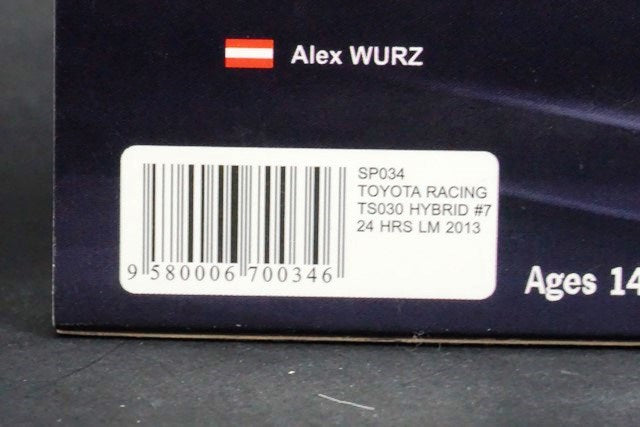 Alex WURZ
SP034
TOYOTA RACING
TS030 HYBRID #7
24 HRS LM 2013
9 580006 700346
Ages 14